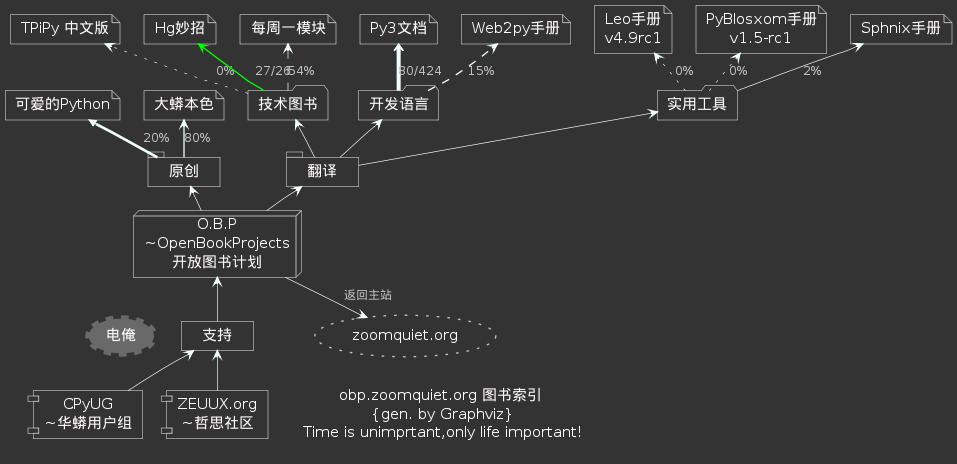 TPiPy 中文版
Hg妙招
每周一模块
Py3文档
Web2py手册
Leo手册
v4.9rc1
PyBlosxom手册
v1.5-rc1
Sphnix手册
0%
27/26
54%
80/424
15%
0%
0%
2%
可爱的Python
大蟒本色
技术图书
开发语言
实用工具
20%
80%
原创
翻译
O.B.P
~OpenBookProjects
开放图书计划
返回主站
电俺
支持
zoomquiet.org
CPyUG
~华蟒用户组
ZEUUX.org
~哲思社区
obp.zoomquiet.org 图书索引
{gen. by Graphviz}
Time is unimprtant,only life important!